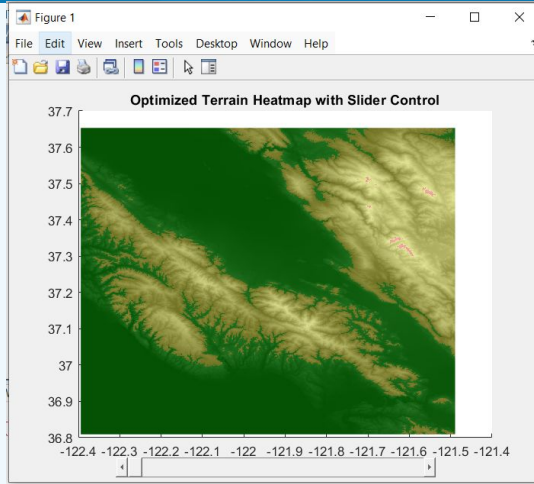 Figure 1
File Edit View Insert Tools Desktop Window Help
Optimized Terrain Heatmap with Slider Control
37.7
37.6
37.5
37.4
37.3
37.2
37.1
37
36.9
36.8
-122.4 -122.3 -122.2 -122.1 -122 -121.9 -121.8 -121.7 -121.6 -121.5 -121.4